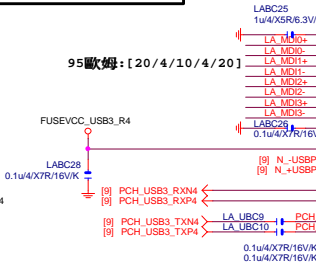 LABC25
1u/4/X5R/6.3V/
LA_MDI0+
LA_MDI0-
95歐姆:[20/4/10/4/20]
LA_MDI1+
LA_MDI1-
LA_MDI2+
LA_MDI2-
LA_MDI3+
LA_MDI3-
FUSEVCC_USB3_R4
LABC26
0.1u/4/X7R/16V
LABC28
0.1u/4/X7R/16V/K
[9] N_-USBP
[9] N_+USBP
[9] PCH_USB3_RXN4
[9] PCH_USB3_RXP4
[9] PCH_USB3_TXN4 LA_UBC9 PCH
[9] PCH_USB3_TXP4 LA_UBC10 PCH
0.1u/4/X7R/16V/K
0.1u/4/X7R/16V/K